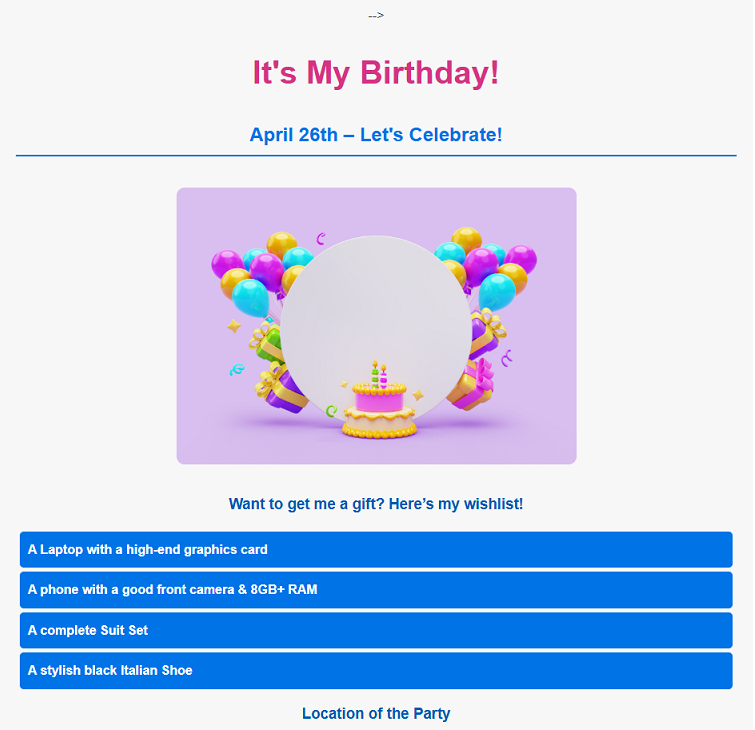 -->
It's My Birthday!
April 26th – Let's Celebrate!
Want to get me a gift? Here’s my wishlist!
A Laptop with a high-end graphics card
A phone with a good front camera & 8GB+ RAM
A complete Suit Set
A stylish black Italian Shoe
Location of the Party